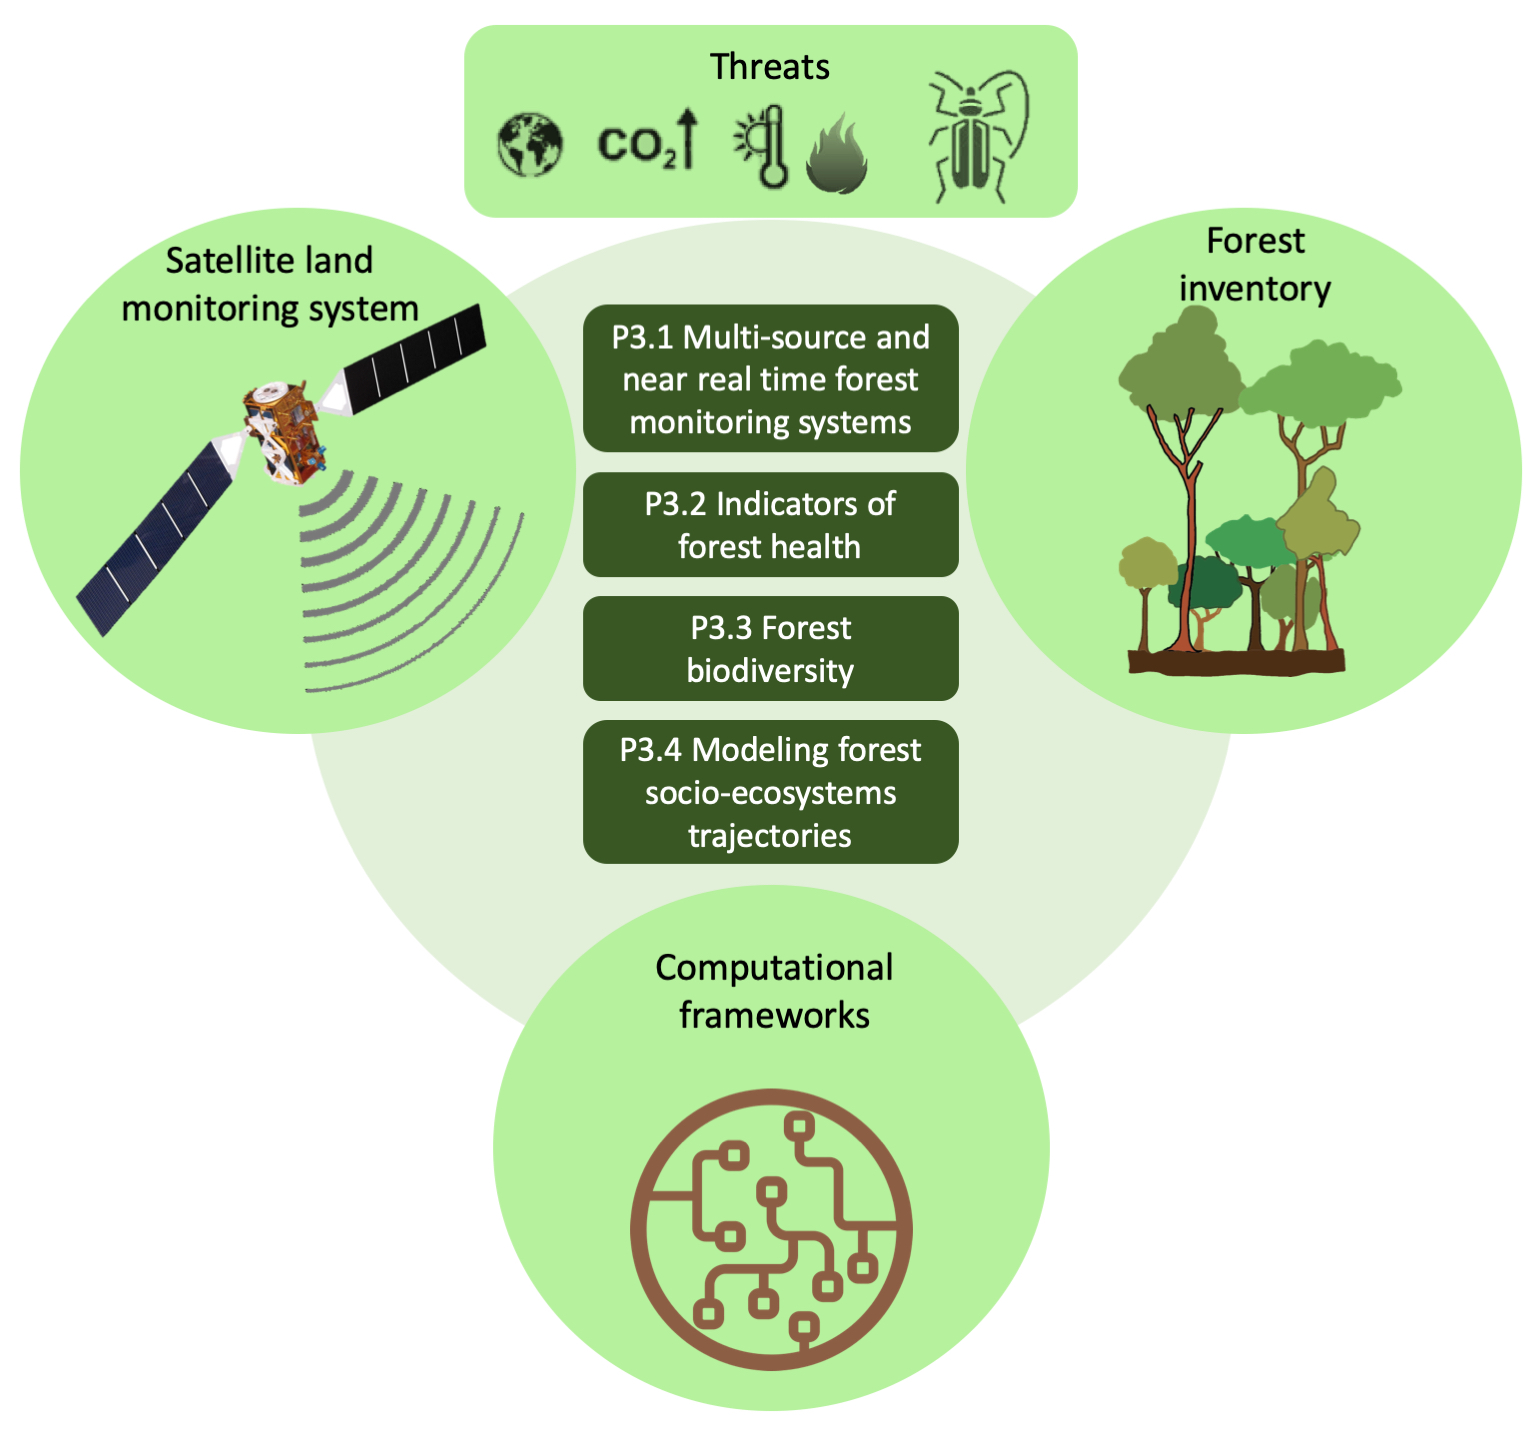 Threats
CO₂
Satellite land
monitoring system
Forest
inventory
P3.1 Multi-source and
near real time forest
monitoring systems
P3.2 Indicators of
forest health
P3.3 Forest
biodiversity
P3.4 Modeling forest
socio-ecosystems
trajectories
Computational
frameworks